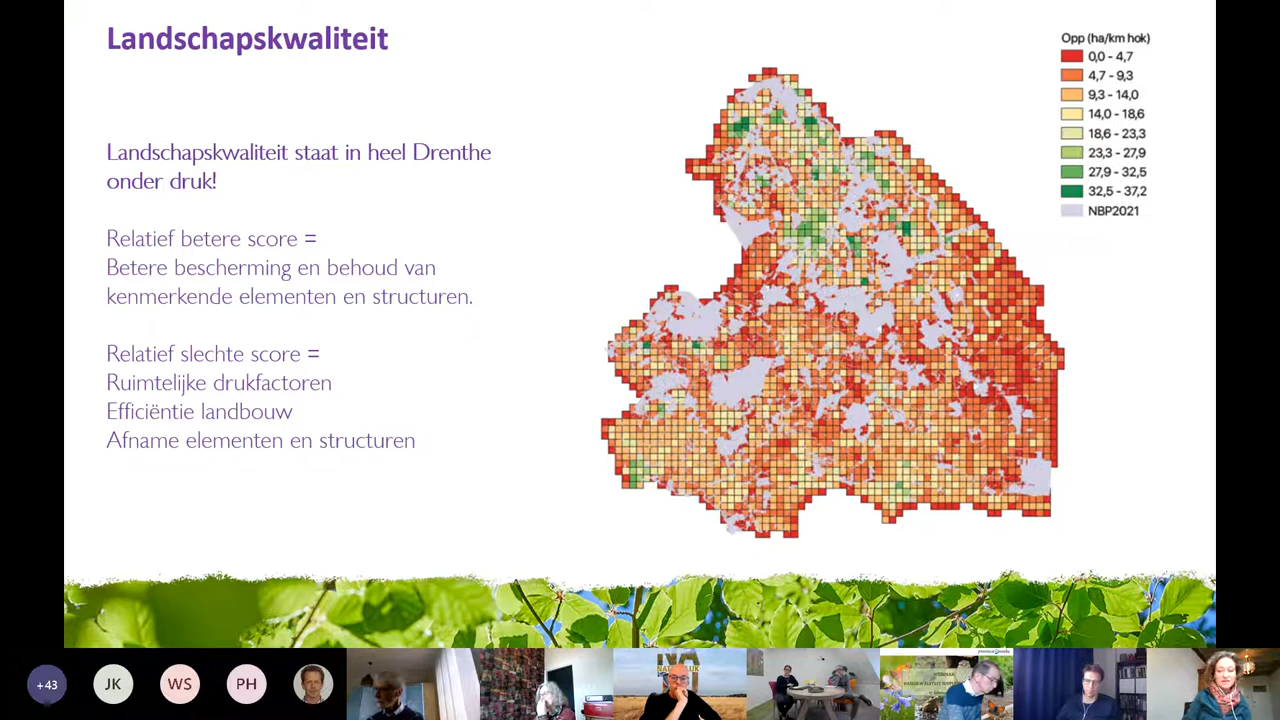 Landschapskwaliteit
Landschapskwaliteit staat in heel Drenthe
onder druk!
Relatief betere score =
Betere bescherming en behoud van
kenmerkende elementen en structuren.
Relatief slechte score =
Ruimtelijke drukfactoren
Efficiëntie landbouw
Afname elementen en structuren
Opp (ha/km hok)
0,0 - 4,7
4,7 - 9,3
9,3 - 14,0
14,0 - 18,6
18,6 - 23,3
23,3 - 27,9
27,9 - 32,5
32,5 - 37,2
NBP2021
+43
JK
WS
PH